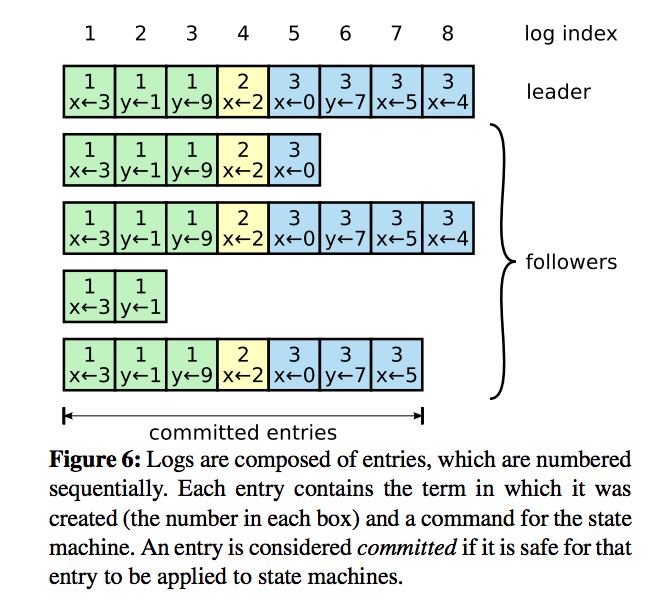 1 2 3 4 5 6 7 8 log index
1 1 1 2 3 3 3 3
x←3 y←1 y←9 x←2 x←0 y←7 x←5 x←4
leader
1 1 1 2 3
x←3 y←1 y←9 x←2 x←0
1 1 1 2 3 3 3 3
x←3 y←1 y←9 x←2 x←0 y←7 x←5 x←4
followers
1 1
x←3 y←1
1 1 1 2 3 3 3
x←3 y←1 y←9 x←2 x←0 y←7 x←5
committed entries
Figure 6: Logs are composed of entries, which are numbered
sequentially. Each entry contains the term in which it was
created (the number in each box) and a command for the state
machine. An entry is considered committed if it is safe for that
entry to be applied to state machines.